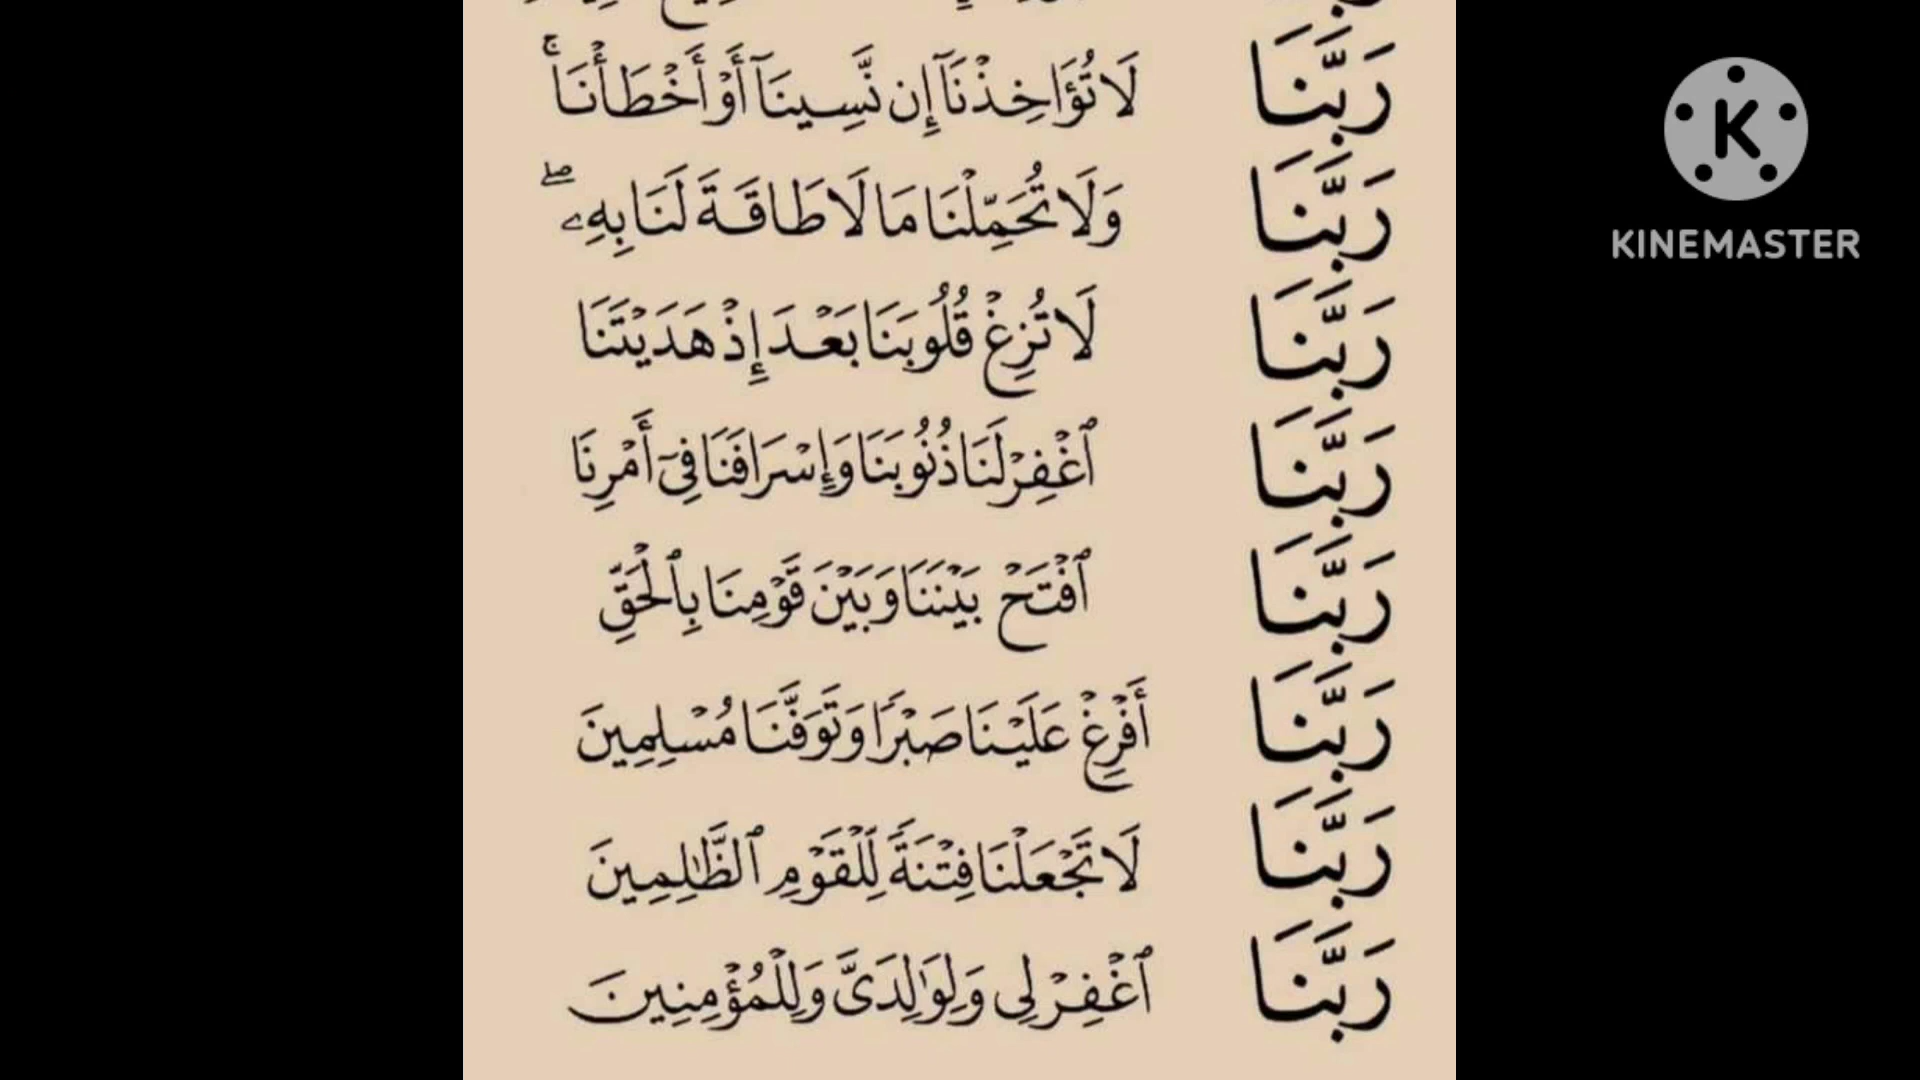 رَبَّنَا لَا تُؤَاخِذْنَآ إِن نَّسِينَآ أَوْ أَخْطَأْنَا ۚ
رَبَّنَا وَلَا تُحَمِّلْنَا مَا لَا طَاقَةَ لَنَا بِهِۦ ۖ
رَبَّنَا لَا تُزِغْ قُلُوبَنَا بَعْدَ إِذْ هَدَيْتَنَا
رَبَّنَا ٱغْفِرْ لَنَا ذُنُوبَنَا وَإِسْرَافَنَا فِىٓ أَمْرِنَا
رَبَّنَا ٱفْتَحْ بَيْنَنَا وَبَيْنَ قَوْمِنَا بِٱلْحَقِّ
رَبَّنَا أَفْرِغْ عَلَيْنَا صَبْرًا وَتَوَفَّنَا مُسْلِمِينَ
رَبَّنَا لَا تَجْعَلْنَا فِتْنَةً لِّلْقَوْمِ ٱلظَّٰلِمِينَ
رَبَّنَا ٱغْفِرْ لِى وَلِوَٰلِدَىَّ وَلِلْمُؤْمِنِينَ
K
KINEMASTER